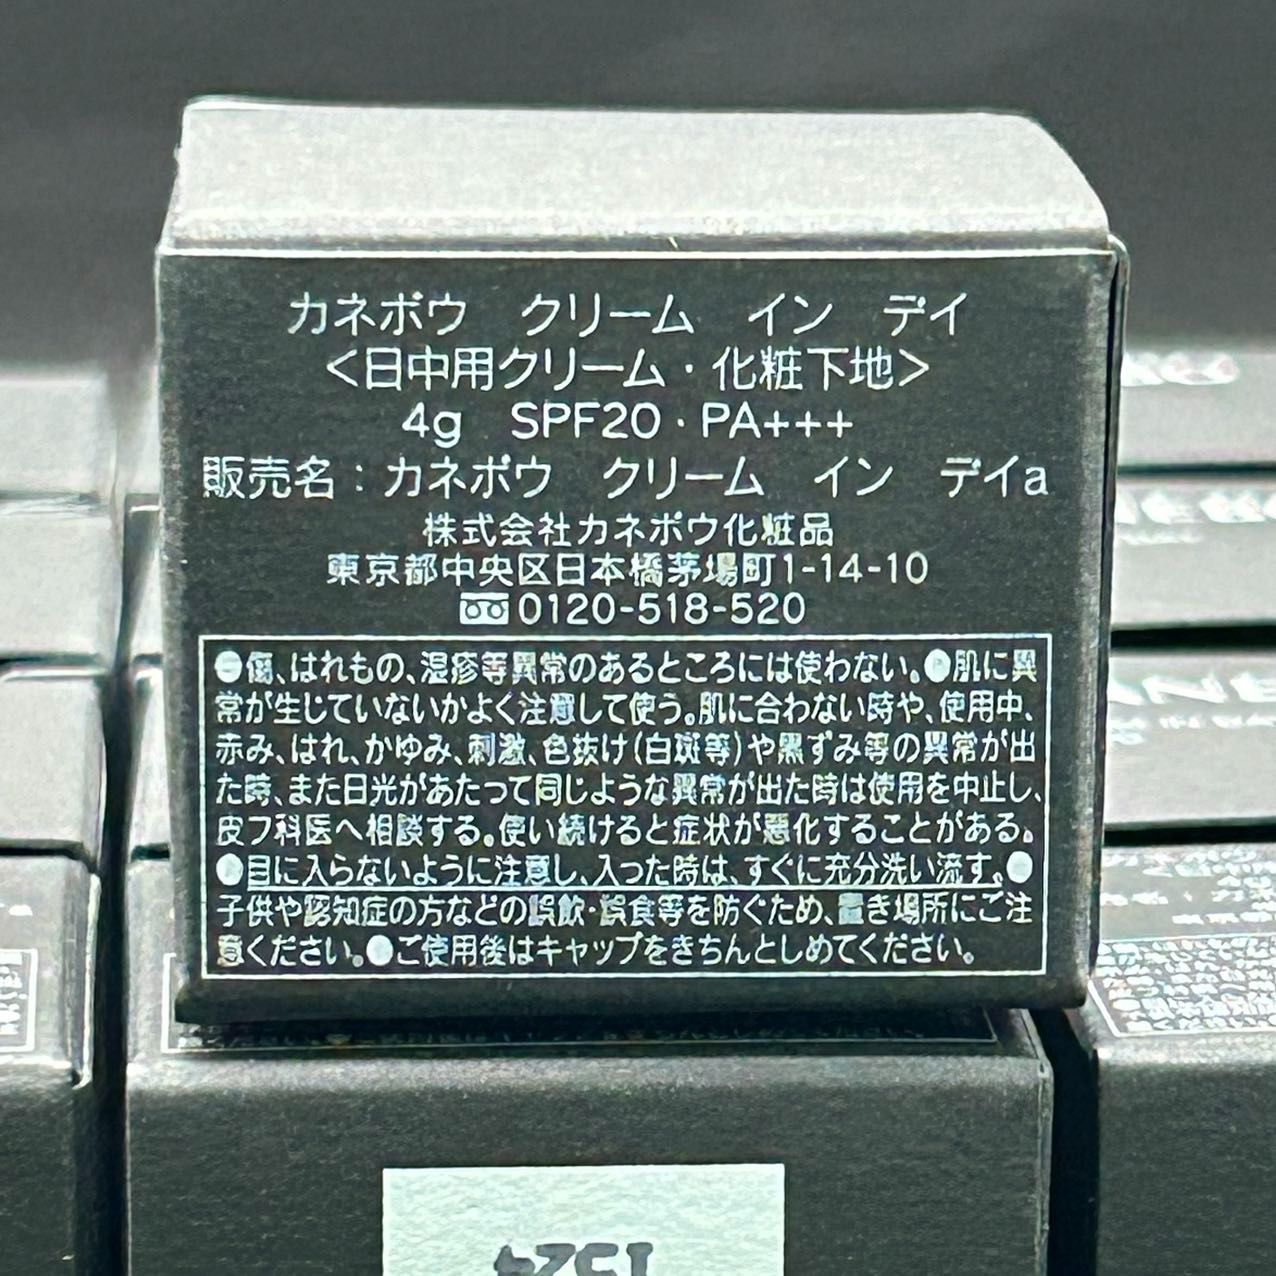 カネボウ クリーム イン デイ
<日中用クリーム・化粧下地>
4g SPF20・PA+++
販売名：カネボウ クリーム イン デイa
株式会社カネボウ化粧品
東京都中央区日本橋茅場町1-14-10
0120-518-520
●傷、はれもの、湿疹等異常のあるところには使わない。●肌に異
常が生じていないかよく注意して使う。肌に合わない時や、使用中、
赤み、はれ、かゆみ、刺激、色抜け(白斑等)や黒ずみ等の異常が出
た時、また日光があたって同じような異常が出た時は使用を中止し、
皮フ科医へ相談する。使い続けると症状が悪化することがある。
●目に入らないように注意し、入った時は、すぐに充分洗い流す。●
子供や認知症の方などの誤飲・誤食等を防ぐため、置き場所にご注
意ください。●ご使用後はキャップをきちんとしめてください。